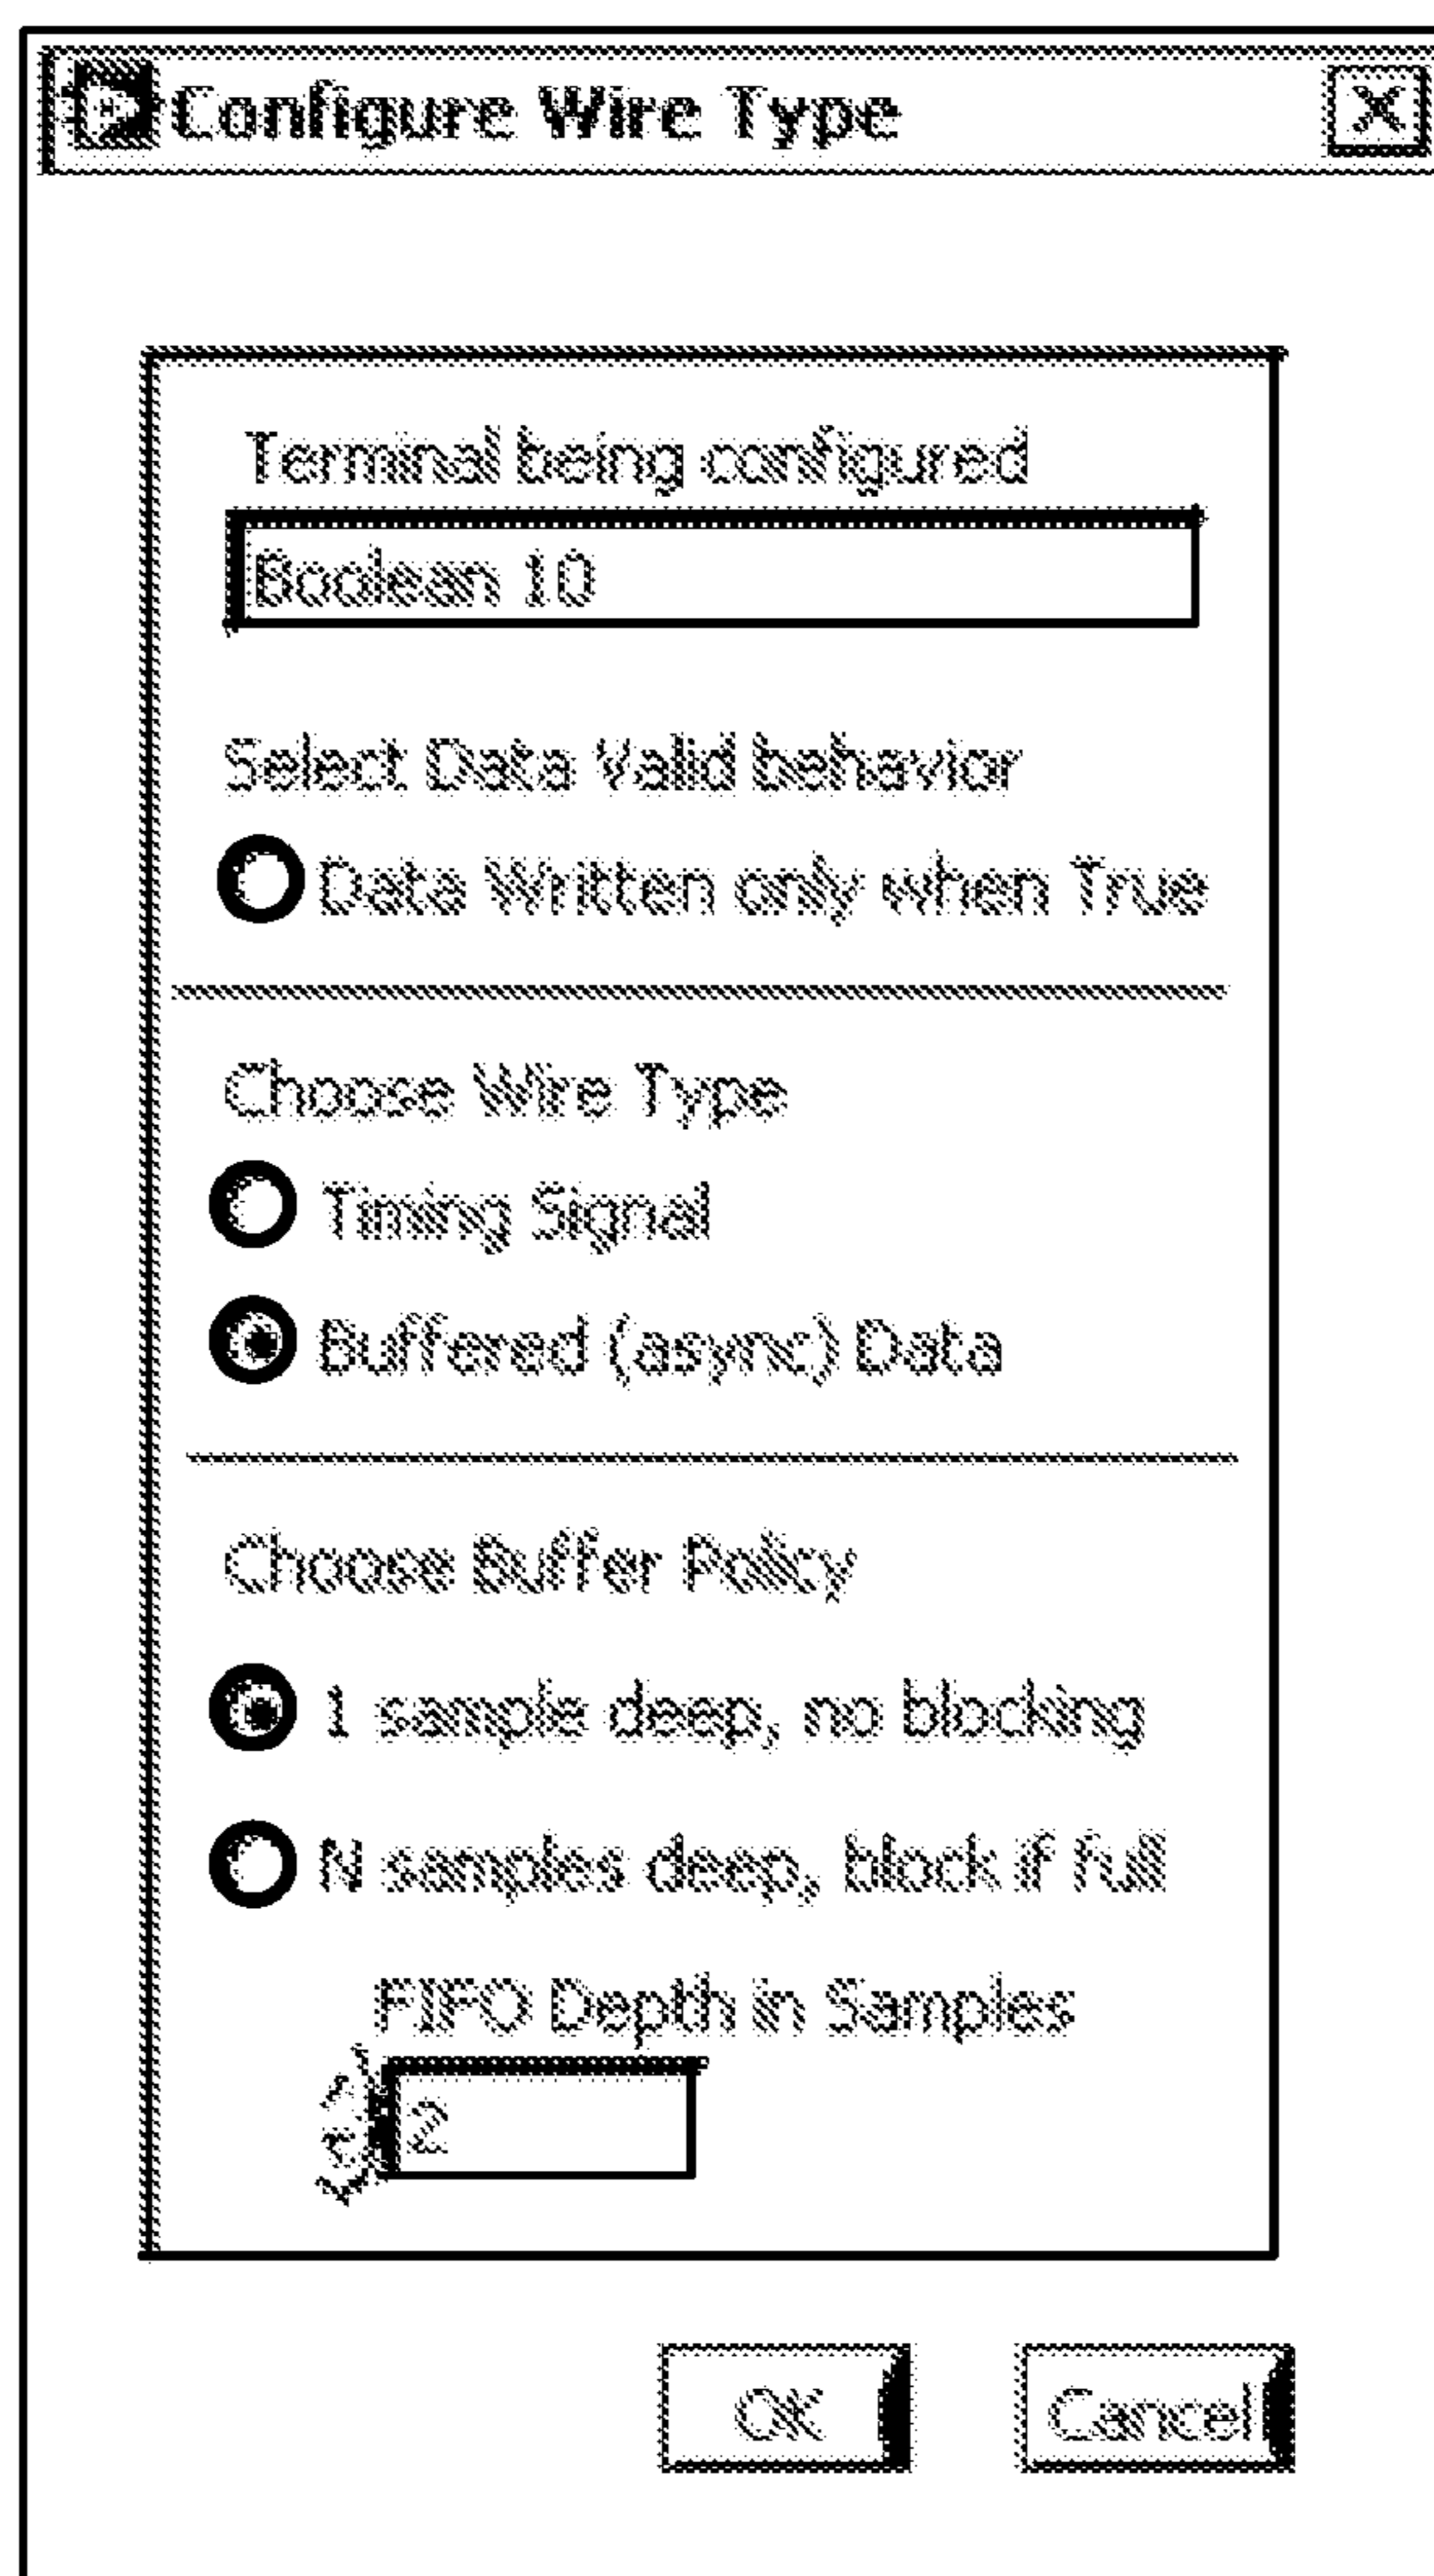 Configure Wire Type
Terminal being configured
Boolean 10
Select Data Valid behavior
Data Written only when True
Choose Wire Type
Timing Signal
Buffered (async) Data
Choose Buffer Policy
1 sample deep, no blocking
N samples deep, block if full
FIFO Depth in Samples
2
OK Cancel